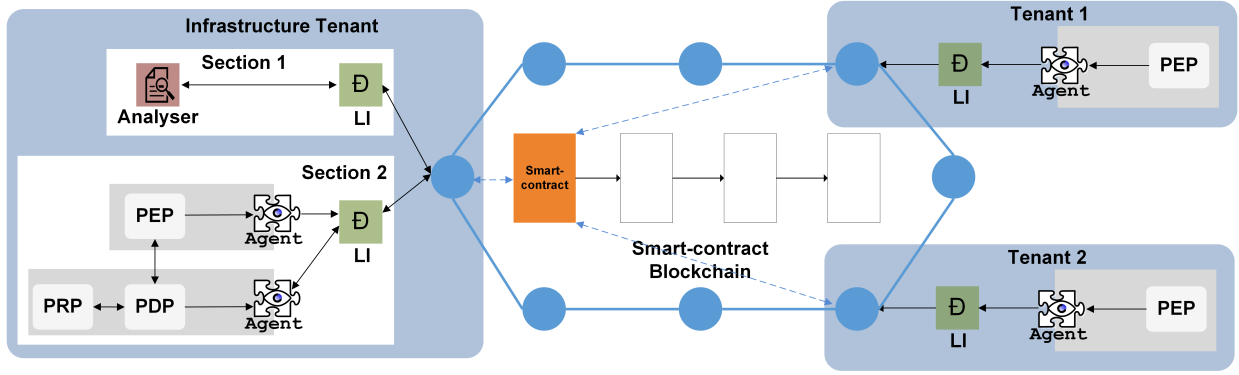 Infrastructure Tenant
Section 1
Analyser
Đ
LI
Section 2
PEP
Agent
Đ
LI
PRP
PDP
Agent
Smart-
contract
Smart-contract
Blockchain
Tenant 1
Đ
LI
Agent
PEP
Tenant 2
Đ
LI
Agent
PEP